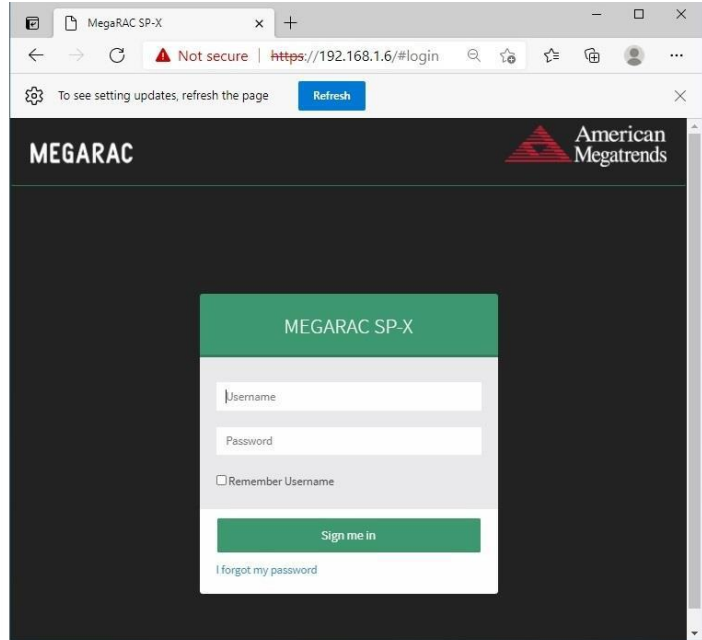 MegaRAC SP-X
Not secure | https://192.168.1.6/#login
To see setting updates, refresh the page Refresh
MEGARAC
American
Megatrends
MEGARAC SP-X
Username
Password
Remember Username
Sign me in
I forgot my password